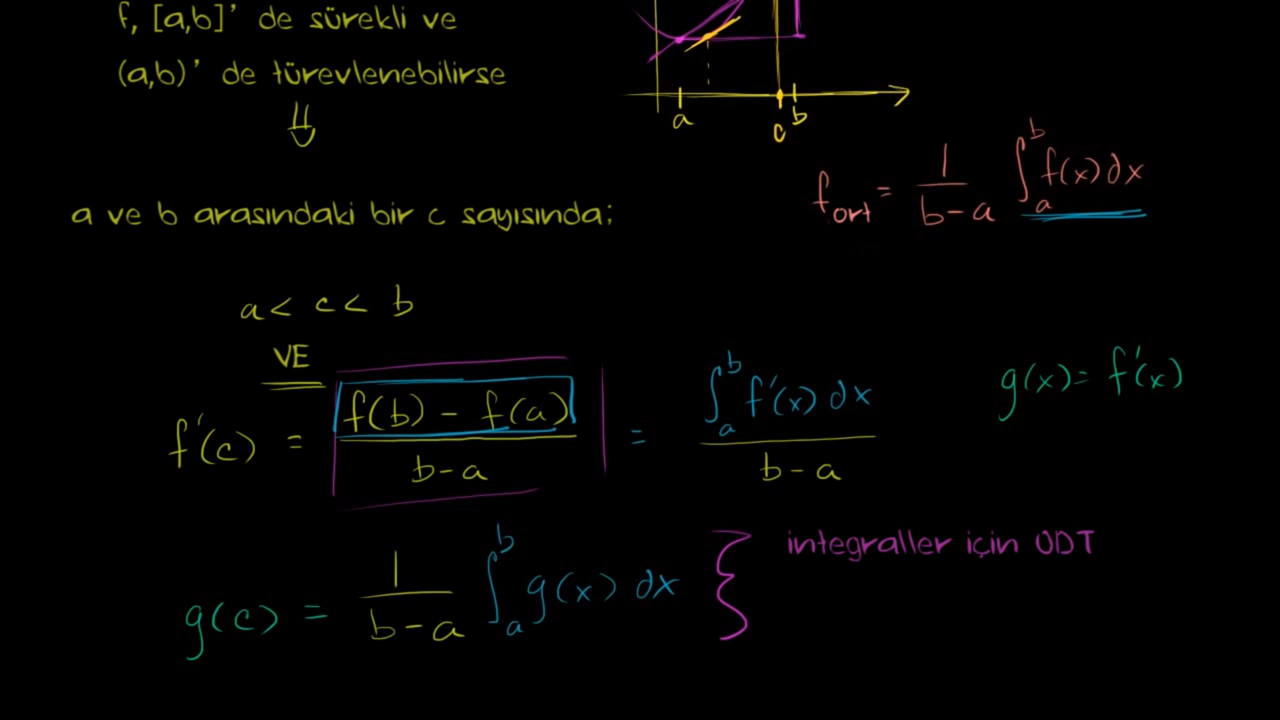 f, [a,b]' de sürekli ve
(a,b)' de türevlenebilirse
⇓
a b
c
f_ort = 1/(b-a) ∫_a^b f(x) dx
a ve b arasındaki bir c sayısında;
a < c < b
VE
g(x) = f'(x)
f'(c) = (f(b) - f(a))/(b-a) = (∫_a^b f'(x) dx)/(b-a)
g(c) = 1/(b-a) ∫_a^b g(x) dx } integraller için ODT